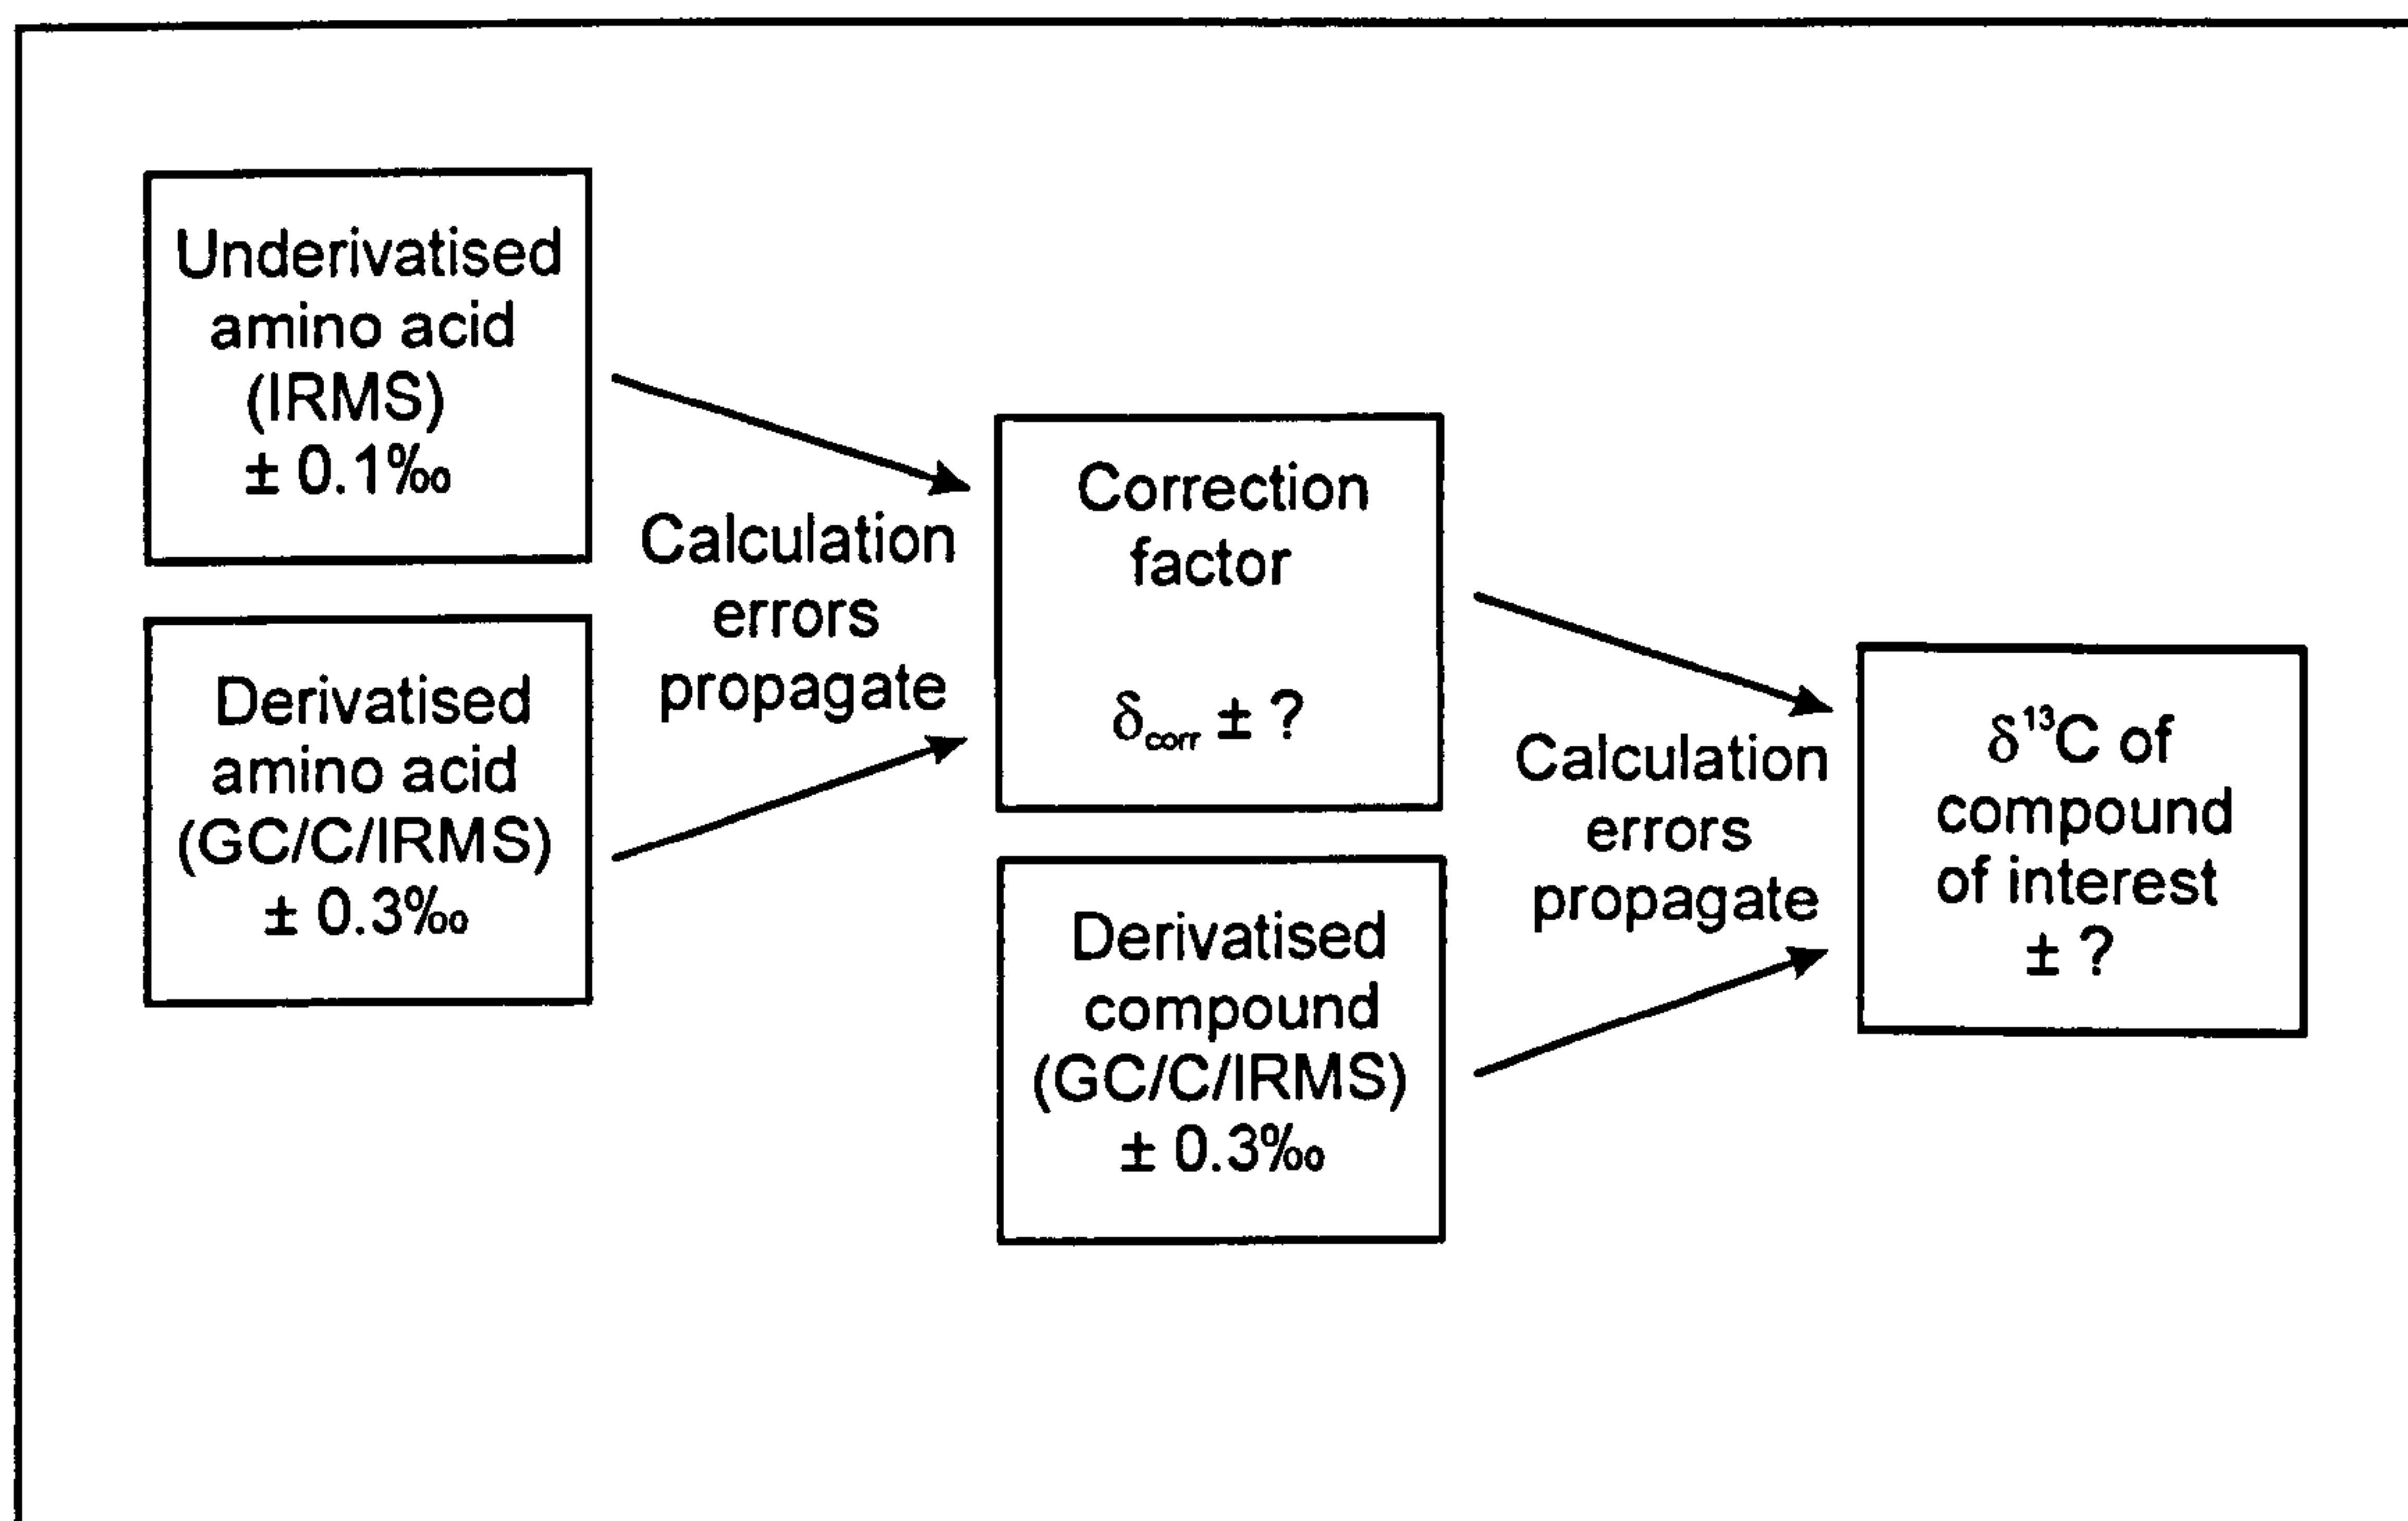 Underivatised
amino acid
(IRMS)
± 0.1‰
Derivatised
amino acid
(GC/C/IRMS)
± 0.3‰
Calculation
errors
propagate
Correction
factor
δcorr ± ?
Derivatised
compound
(GC/C/IRMS)
± 0.3‰
Calculation
errors
propagate
δ¹³C of
compound
of interest
± ?